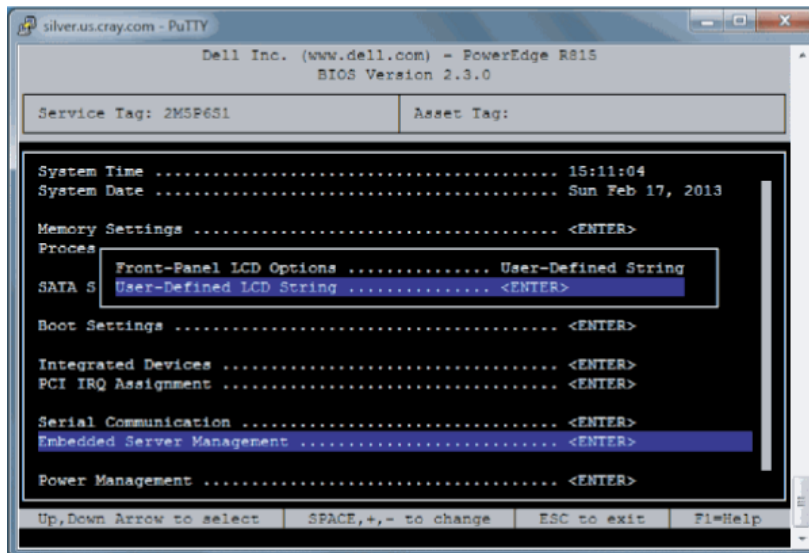 silver.us.cray.com - PuTTY
Dell Inc. (www.dell.com) - PowerEdge R815
BIOS Version 2.3.0
Service Tag: 2M5P6S1 Asset Tag:
System Time .......................................... 15:11:04
System Date .......................................... Sun Feb 17, 2013
Memory Settings ...................................... <ENTER>
Proces
Front-Panel LCD Options ............... User-Defined String
SATA S User-Defined LCD String ............... <ENTER>
Boot Settings ........................................ <ENTER>
Integrated Devices ................................... <ENTER>
PCI IRQ Assignment ................................... <ENTER>
Serial Communication ................................. <ENTER>
Embedded Server Management ........................... <ENTER>
Power Management ..................................... <ENTER>
Up,Down Arrow to select SPACE,+,- to change ESC to exit F1=Help